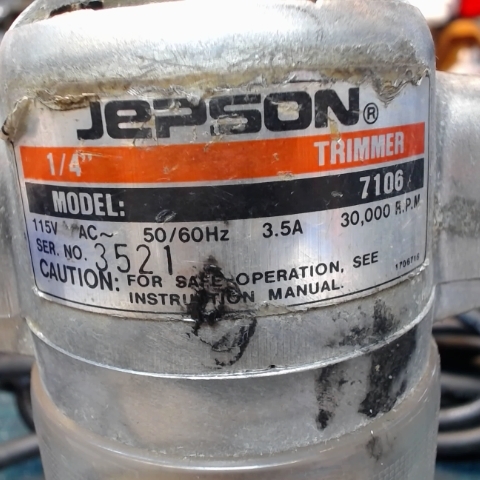 JEPSON®
1/4" TRIMMER
MODEL: 7106
115V AC~ 50/60Hz 3.5A 30,000 R.P.M
SER. NO. 3521
CAUTION: FOR SAFE OPERATION, SEE
INSTRUCTION MANUAL.